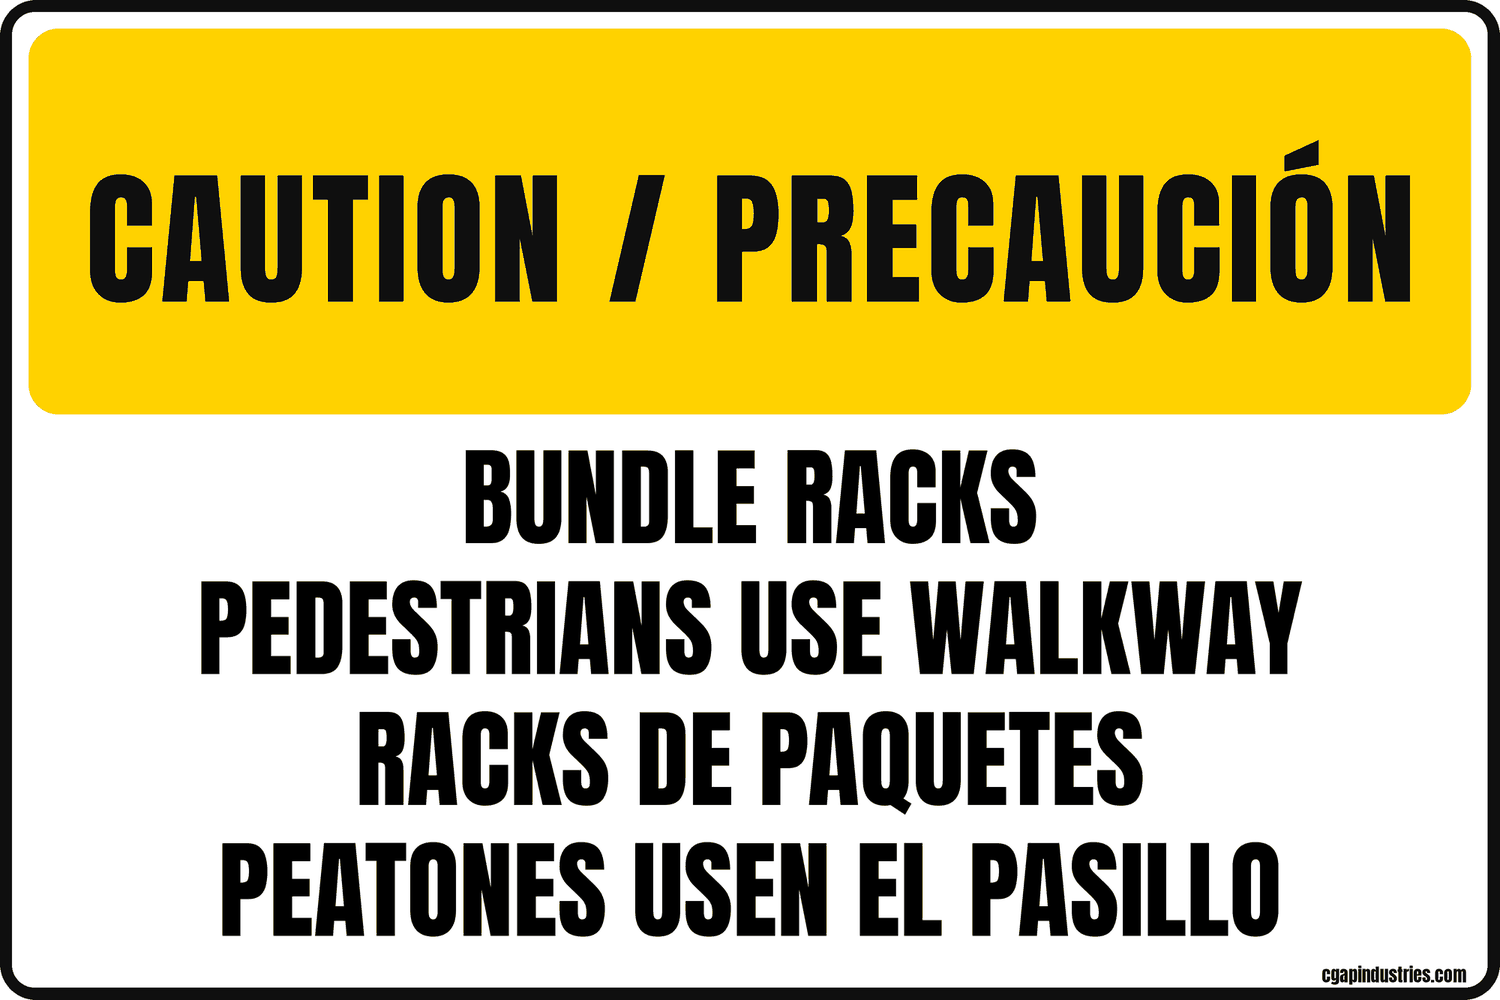 CAUTION / PRECAUCIÓN
BUNDLE RACKS
PEDESTRIANS USE WALKWAY
RACKS DE PAQUETES
PEATONES USEN EL PASILLO
cgapindustries.com